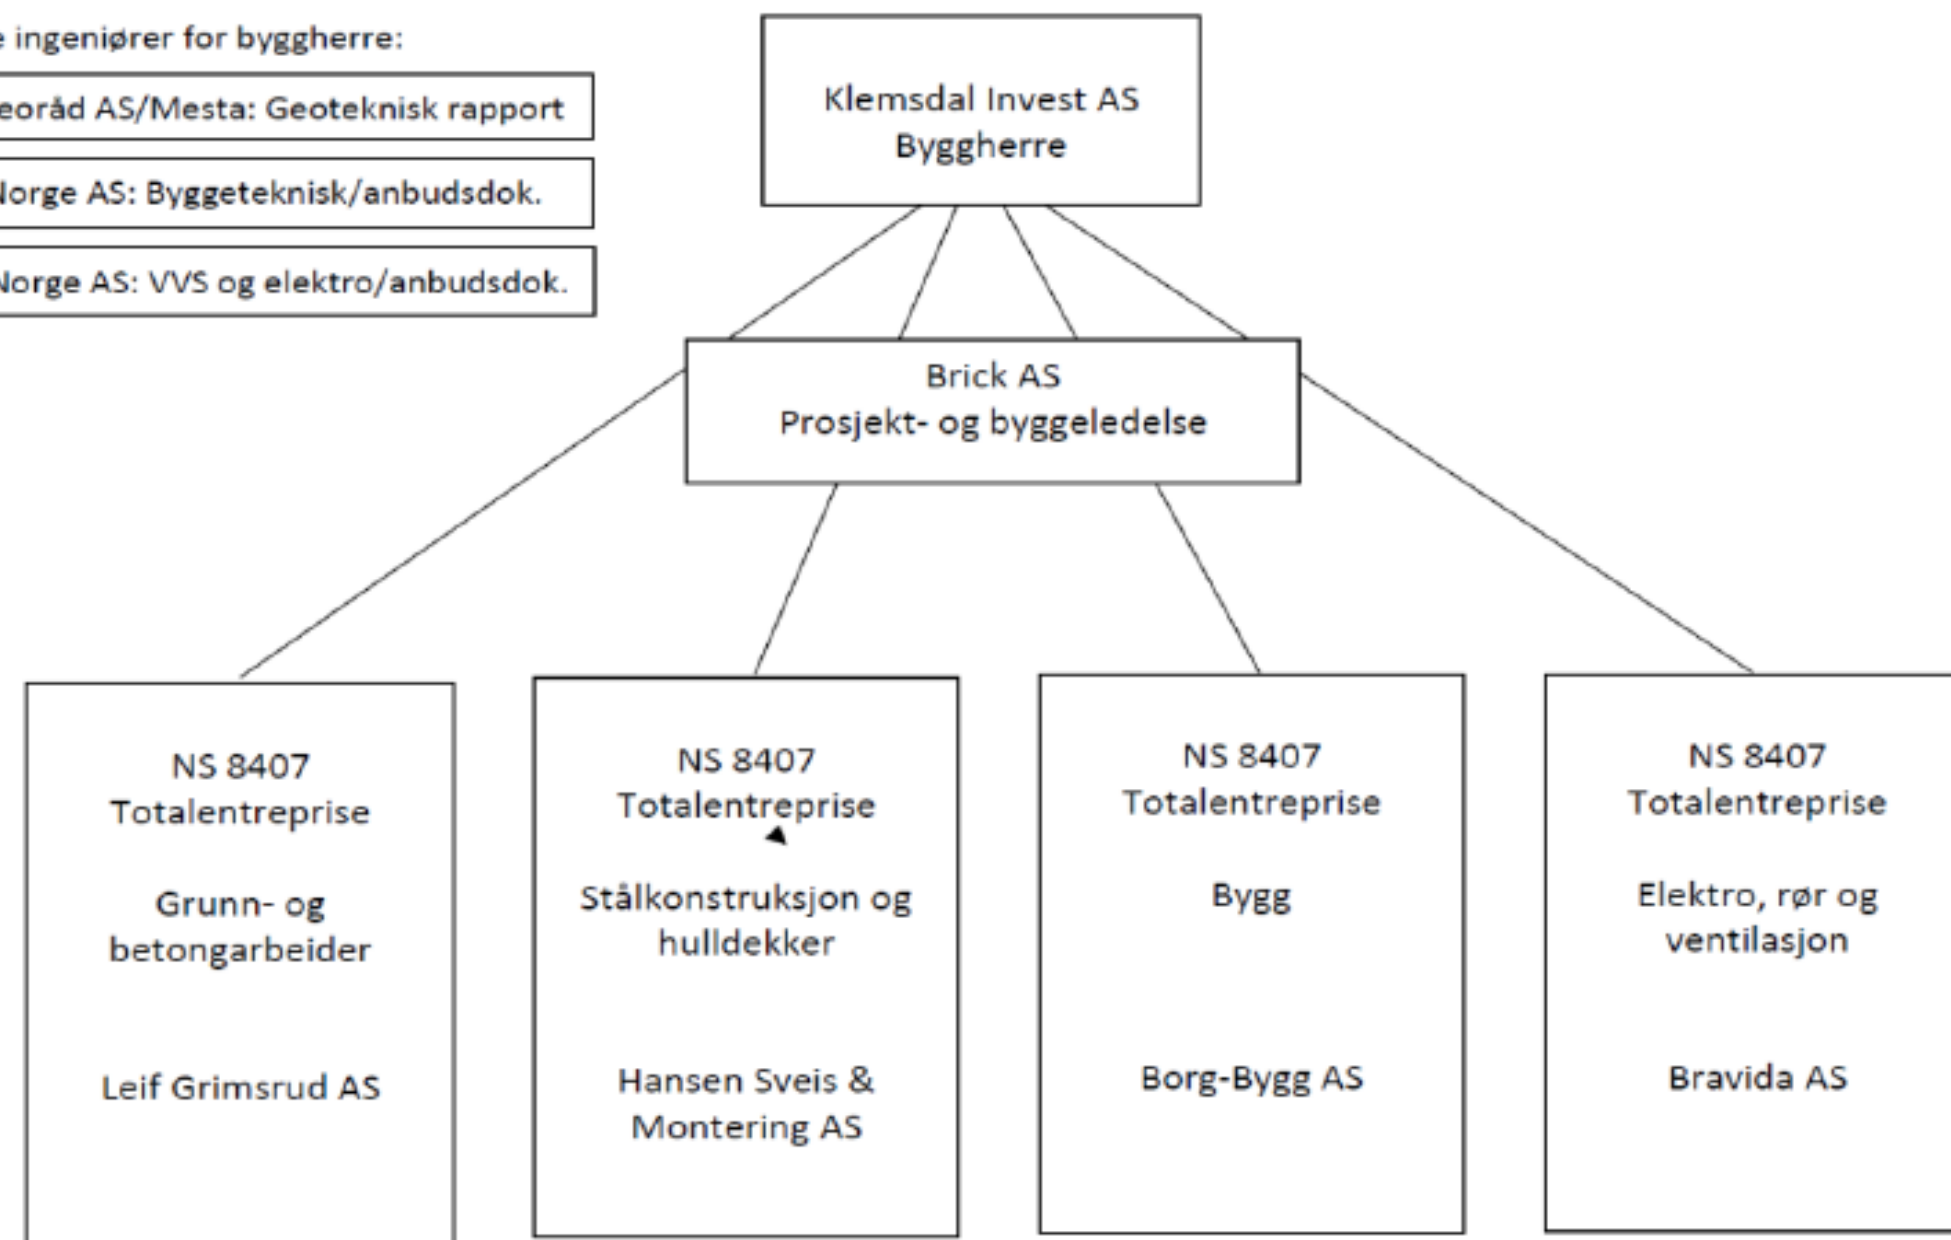 ingeniører for byggherre:
AS/Mesta: Geoteknisk rapport
Norge AS: Byggeteknisk/anbudsdok.
Norge AS: VVS og elektro/anbudsdok.
Klemsdal Invest AS
Byggherre
Brick AS
Prosjekt- og byggeledelse
NS 8407
Totalentreprise
Grunn- og
betongarbeider
Leif Grimsrud AS
NS 8407
Totalentreprise
Stålkonstruksjon og
hulldekker
Hansen Sveis &
Montering AS
NS 8407
Totalentreprise
Bygg
Borg-Bygg AS
NS 8407
Totalentreprise
Elektro, rør og
ventilasjon
Bravida AS